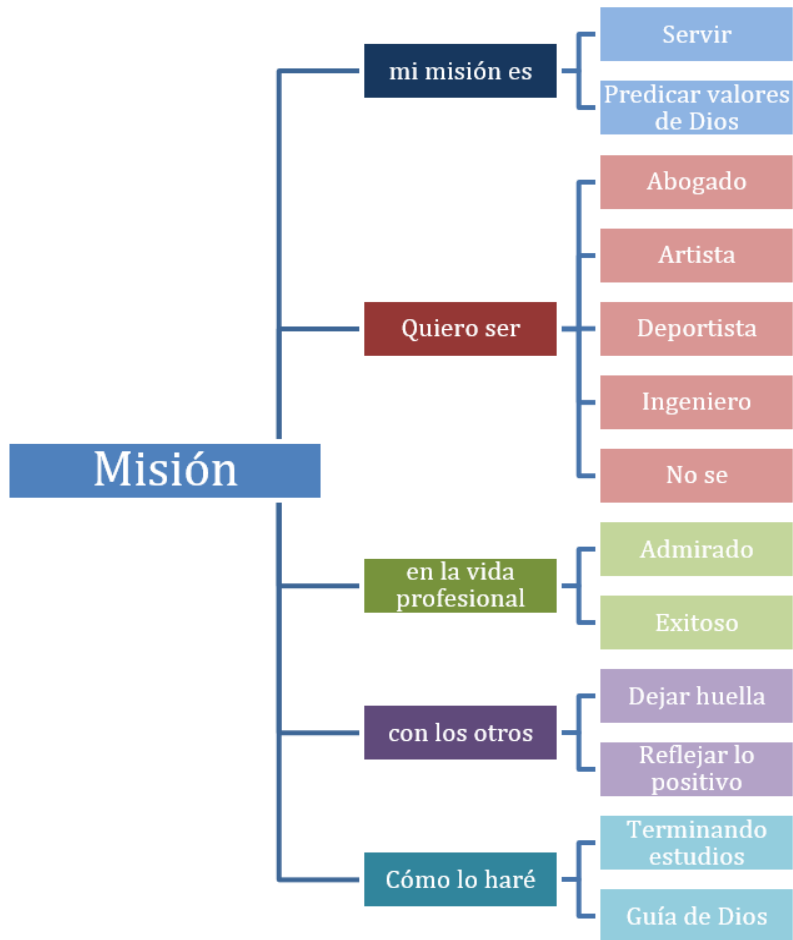 Misión
mi misión es
Servir
Predicar valores
de Dios
Quiero ser
Abogado
Artista
Deportista
Ingeniero
No se
en la vida
profesional
Admirado
Exitoso
con los otros
Dejar huella
Reflejar lo
positivo
Cómo lo haré
Terminando
estudios
Guía de Dios